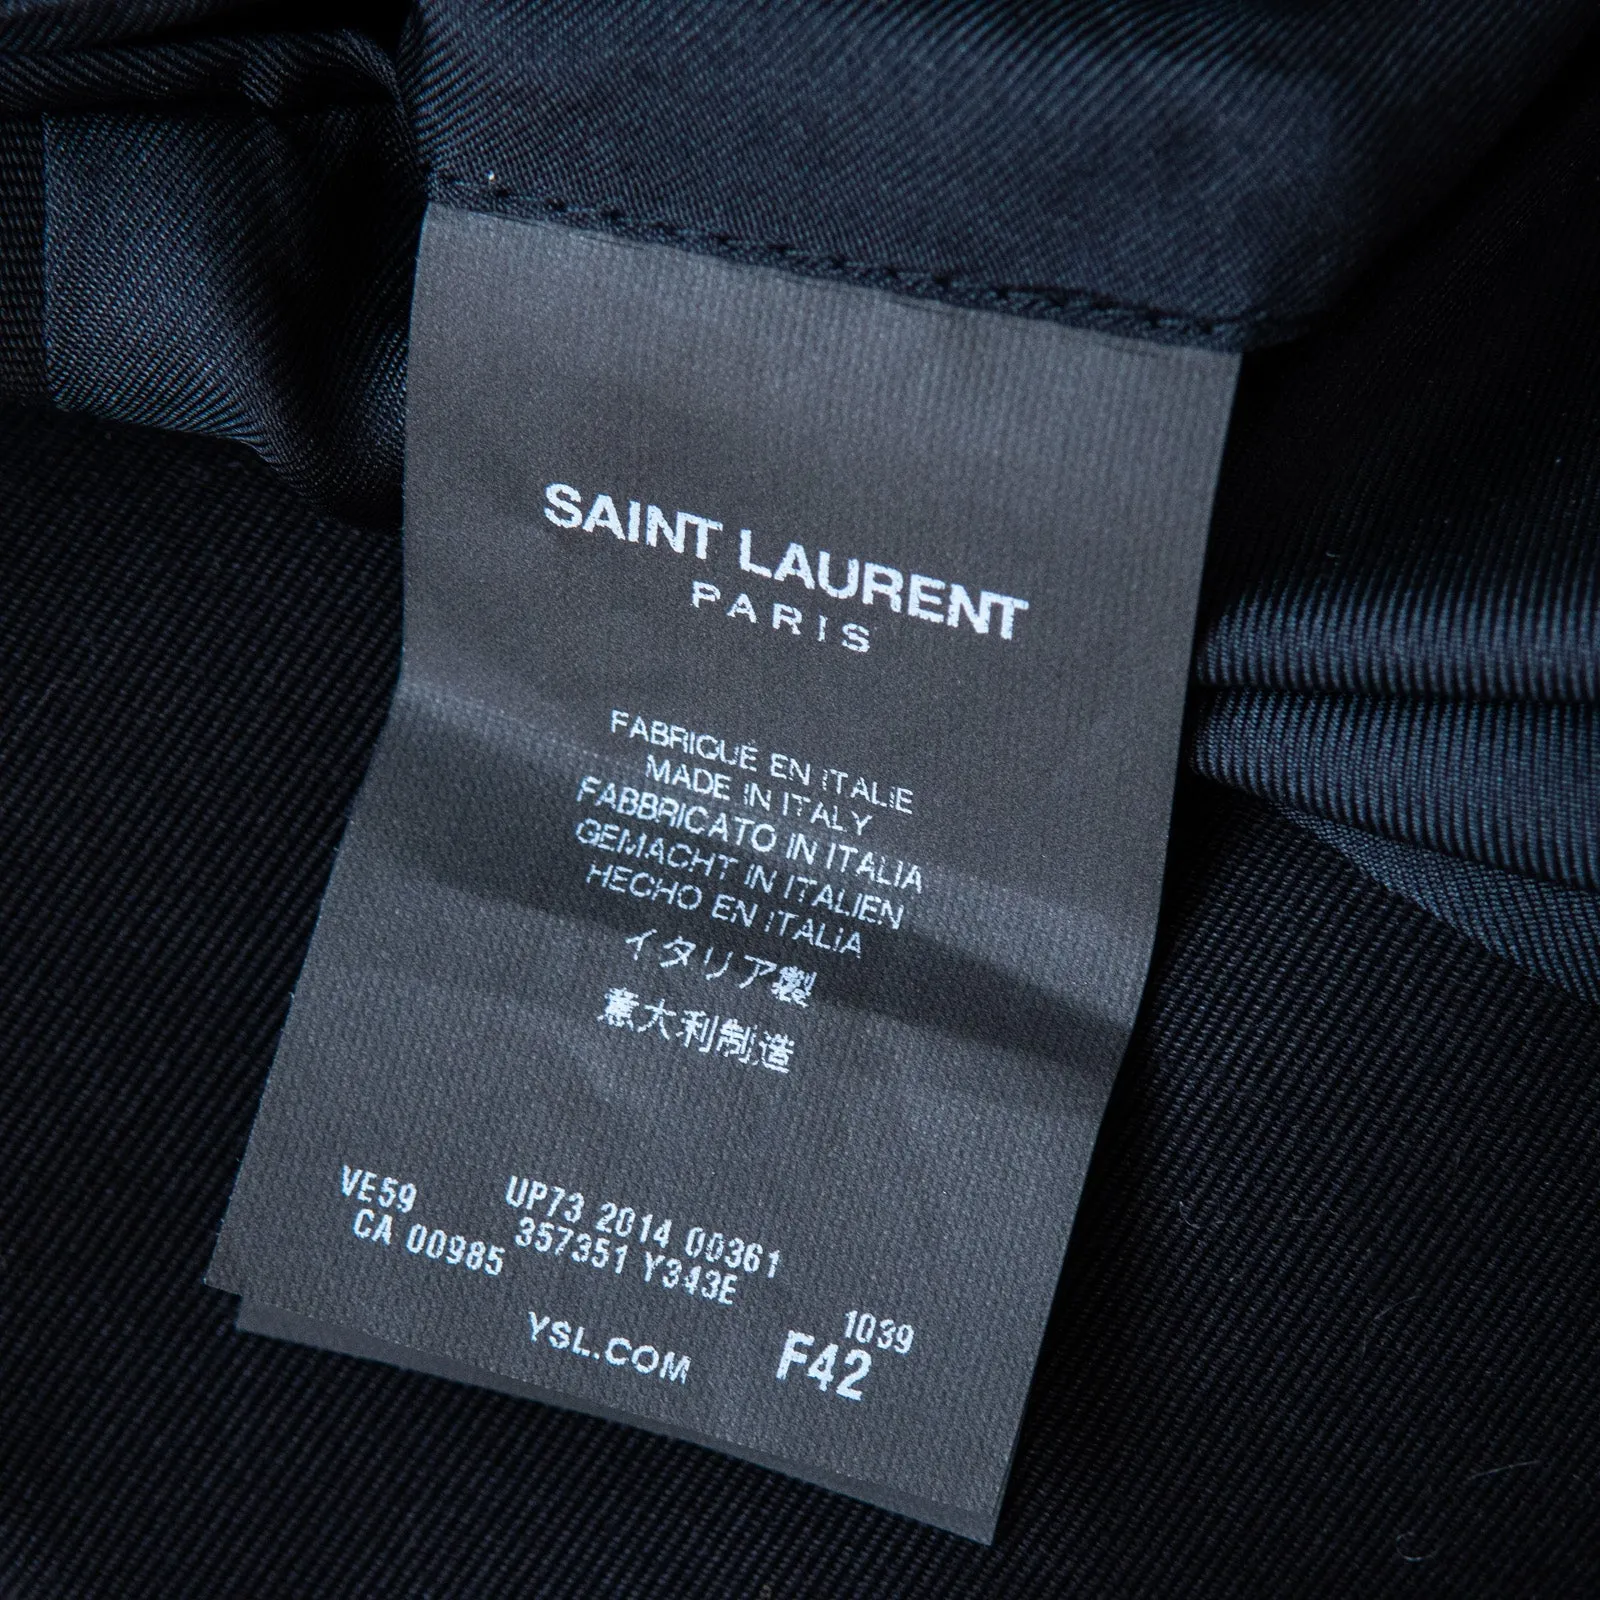 SAINT LAURENT
PARIS
FABRIQUÉ EN ITALIE
MADE IN ITALY
FABBRICATO IN ITALIA
GEMACHT IN ITALIEN
HECHO EN ITALIA
イタリア製
意大利制造
VE59 UP73 2014 00361
CA 00985 357351 Y343E
1039
YSL.COM F42